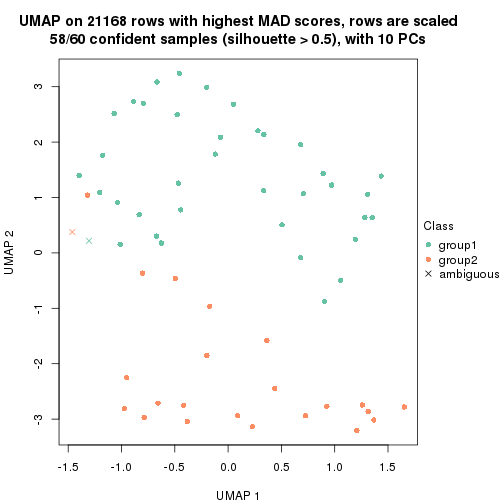 UMAP on 21168 rows with highest MAD scores, rows are scaled
58/60 confident samples (silhouette > 0.5), with 10 PCs
3
2
1
0
-1
-2
-3
UMAP 2
-1.5 -1.0 -0.5 0.0 0.5 1.0 1.5
UMAP 1
Class
group1
group2
ambiguous